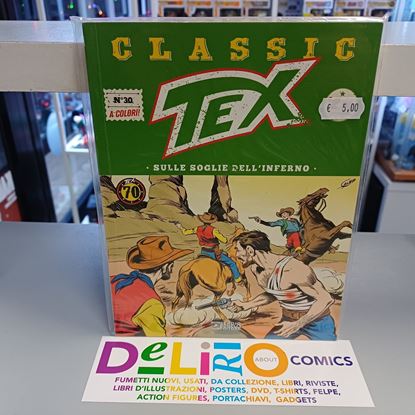 CLASSIC
TEX
N°30
A COLORI!
€ 5,00
• SULLE SOGLIE DELL'INFERNO •
70
DeLiRiO ABOUT COMICS
FUMETTI NUOVI, USATI, DA COLLEZIONE, LIBRI, RIVISTE,
LIBRI D'ILLUSTRAZIONI, POSTERS, DVD, T-SHIRTS, FELPE,
ACTION FIGURES, PORTACHIAVI, GADGETS